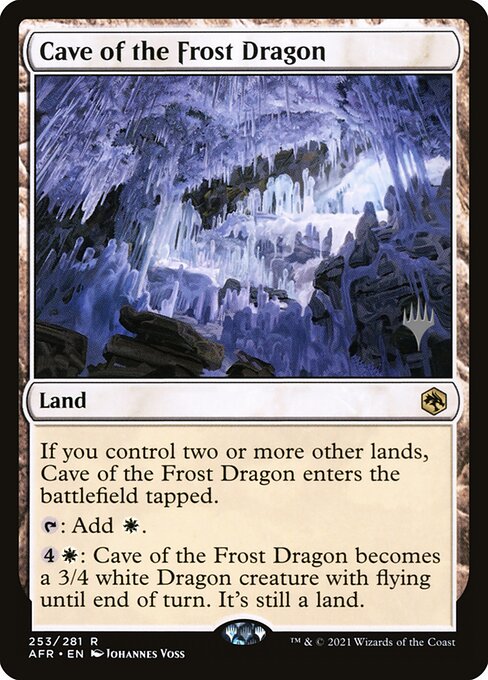 Cave of the Frost Dragon
Land
If you control two or more other lands,
Cave of the Frost Dragon enters the
battlefield tapped.
: Add .
4 : Cave of the Frost Dragon becomes
a 3/4 white Dragon creature with flying
until end of turn. It's still a land.
253/281 R
AFR • EN Johannes Voss
™ & © 2021 Wizards of the Coast